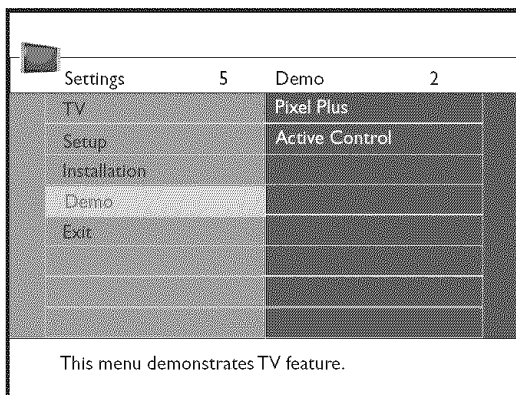 Settings 5 Demo 2
TV Pixel Plus
Setup Active Control
Installation
Demo
Exit
This menu demonstrates TV feature.